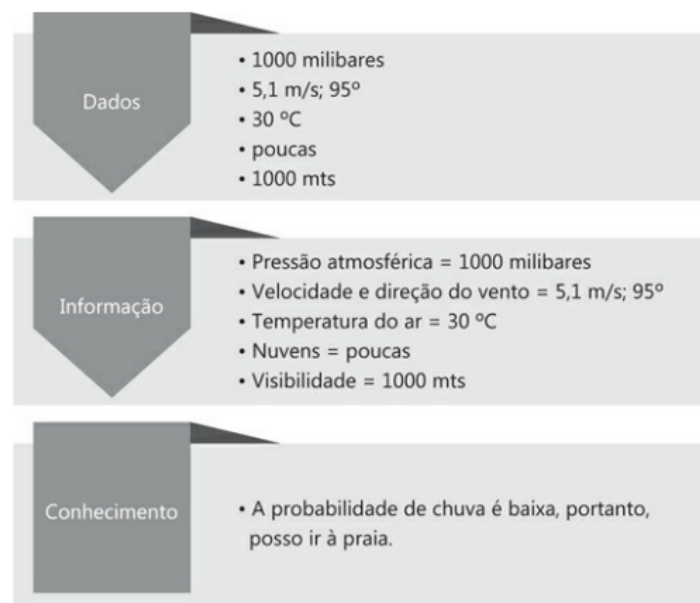 Dados
• 1000 milibares
• 5,1 m/s; 95º
• 30 ºC
• poucas
• 1000 mts
Informação
• Pressão atmosférica = 1000 milibares
• Velocidade e direção do vento = 5,1 m/s; 95º
• Temperatura do ar = 30 ºC
• Nuvens = poucas
• Visibilidade = 1000 mts
Conhecimento
• A probabilidade de chuva é baixa, portanto,
posso ir à praia.